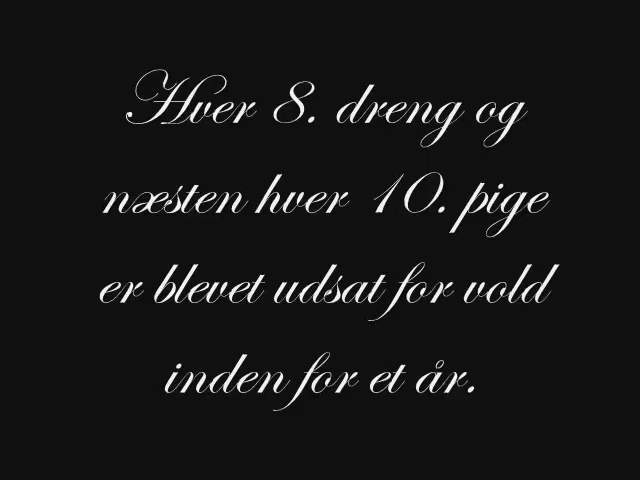 Hver 8. dreng og
næsten hver 10. pige
er blevet udsat for vold
inden for et år.